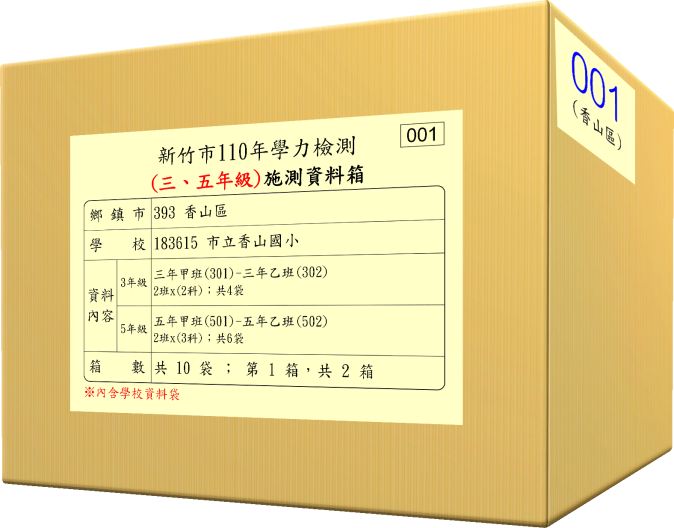 001
新竹市110年學力檢測
(三、五年級)施測資料箱
鄉鎮市 393 香山區
學校 183615 市立香山國小
資料內容
3年級 三年甲班(301)-三年乙班(302)
2班x(2科)；共4袋
5年級 五年甲班(501)-五年乙班(502)
2班x(3科)；共6袋
箱數 共 10 袋 ； 第 1 箱，共 2 箱
※內含學校資料袋
001
(香山區)